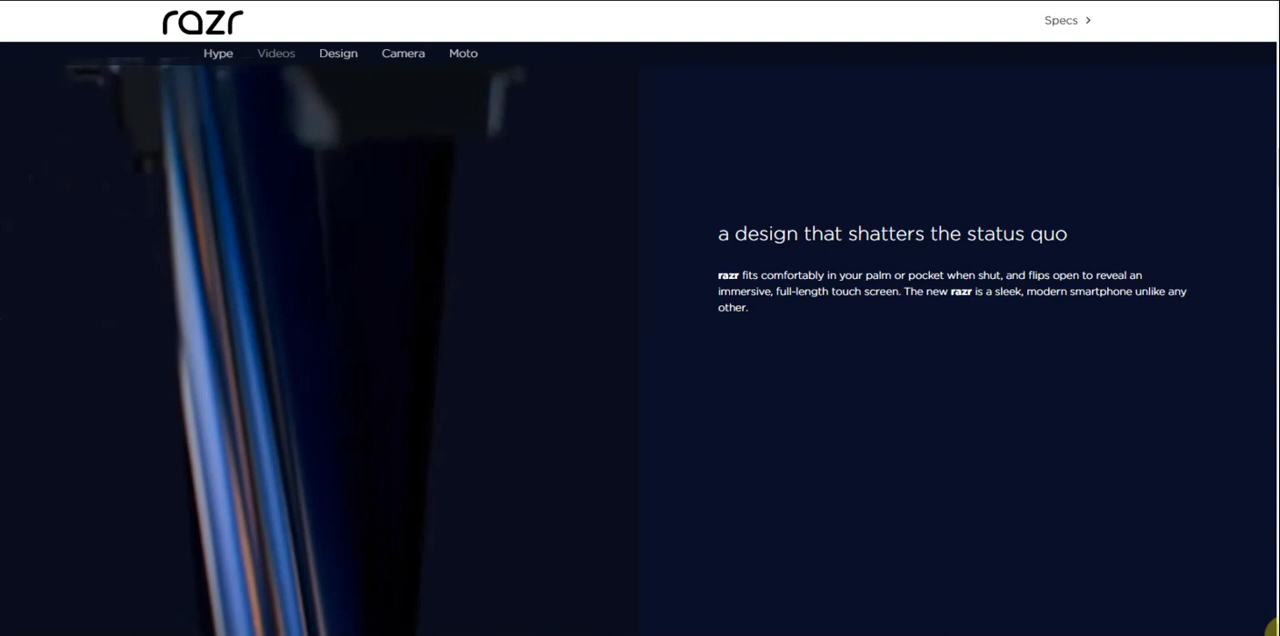 razr
Specs >
Hype Videos Design Camera Moto
a design that shatters the status quo
razr fits comfortably in your palm or pocket when shut, and flips open to reveal an
immersive, full-length touch screen. The new razr is a sleek, modern smartphone unlike any
other.